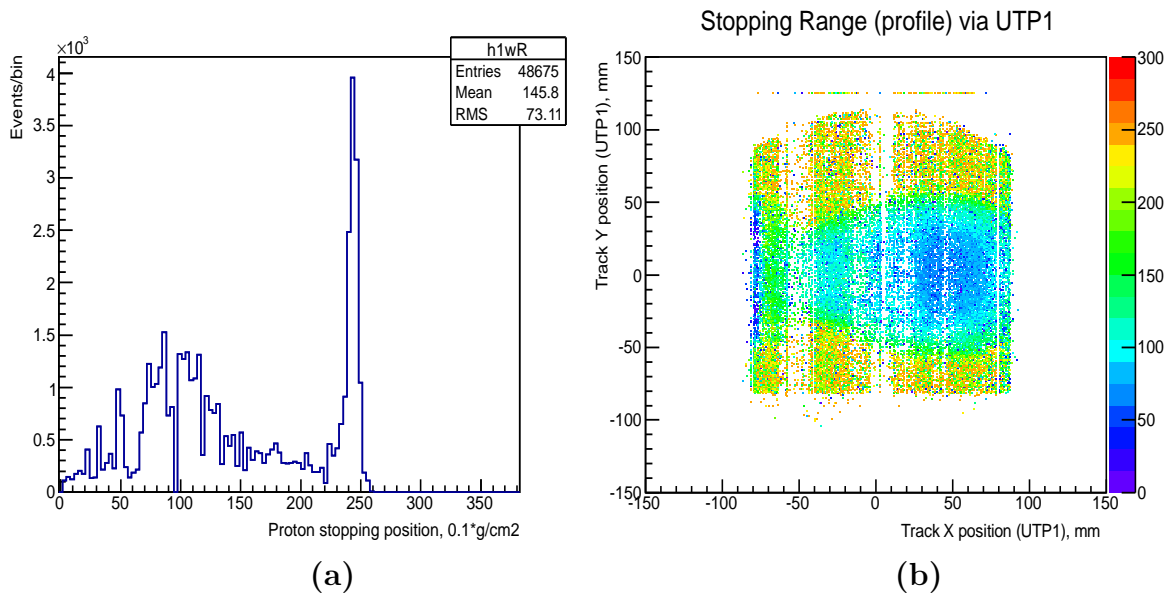 Stopping Range (profile) via UTP1
×10³
h1wR
Entries 48675
Mean 145.8
RMS 73.11
Events/bin
4
3.5
3
2.5
2
1.5
1
0.5
0
0 50 100 150 200 250 300 350
Proton stopping position, 0.1*g/cm2
(a)
Track Y position (UTP1), mm
150
100
50
0
-50
-100
-150
-150 -100 -50 0 50 100 150
Track X position (UTP1), mm
300
250
200
150
100
50
0
(b)